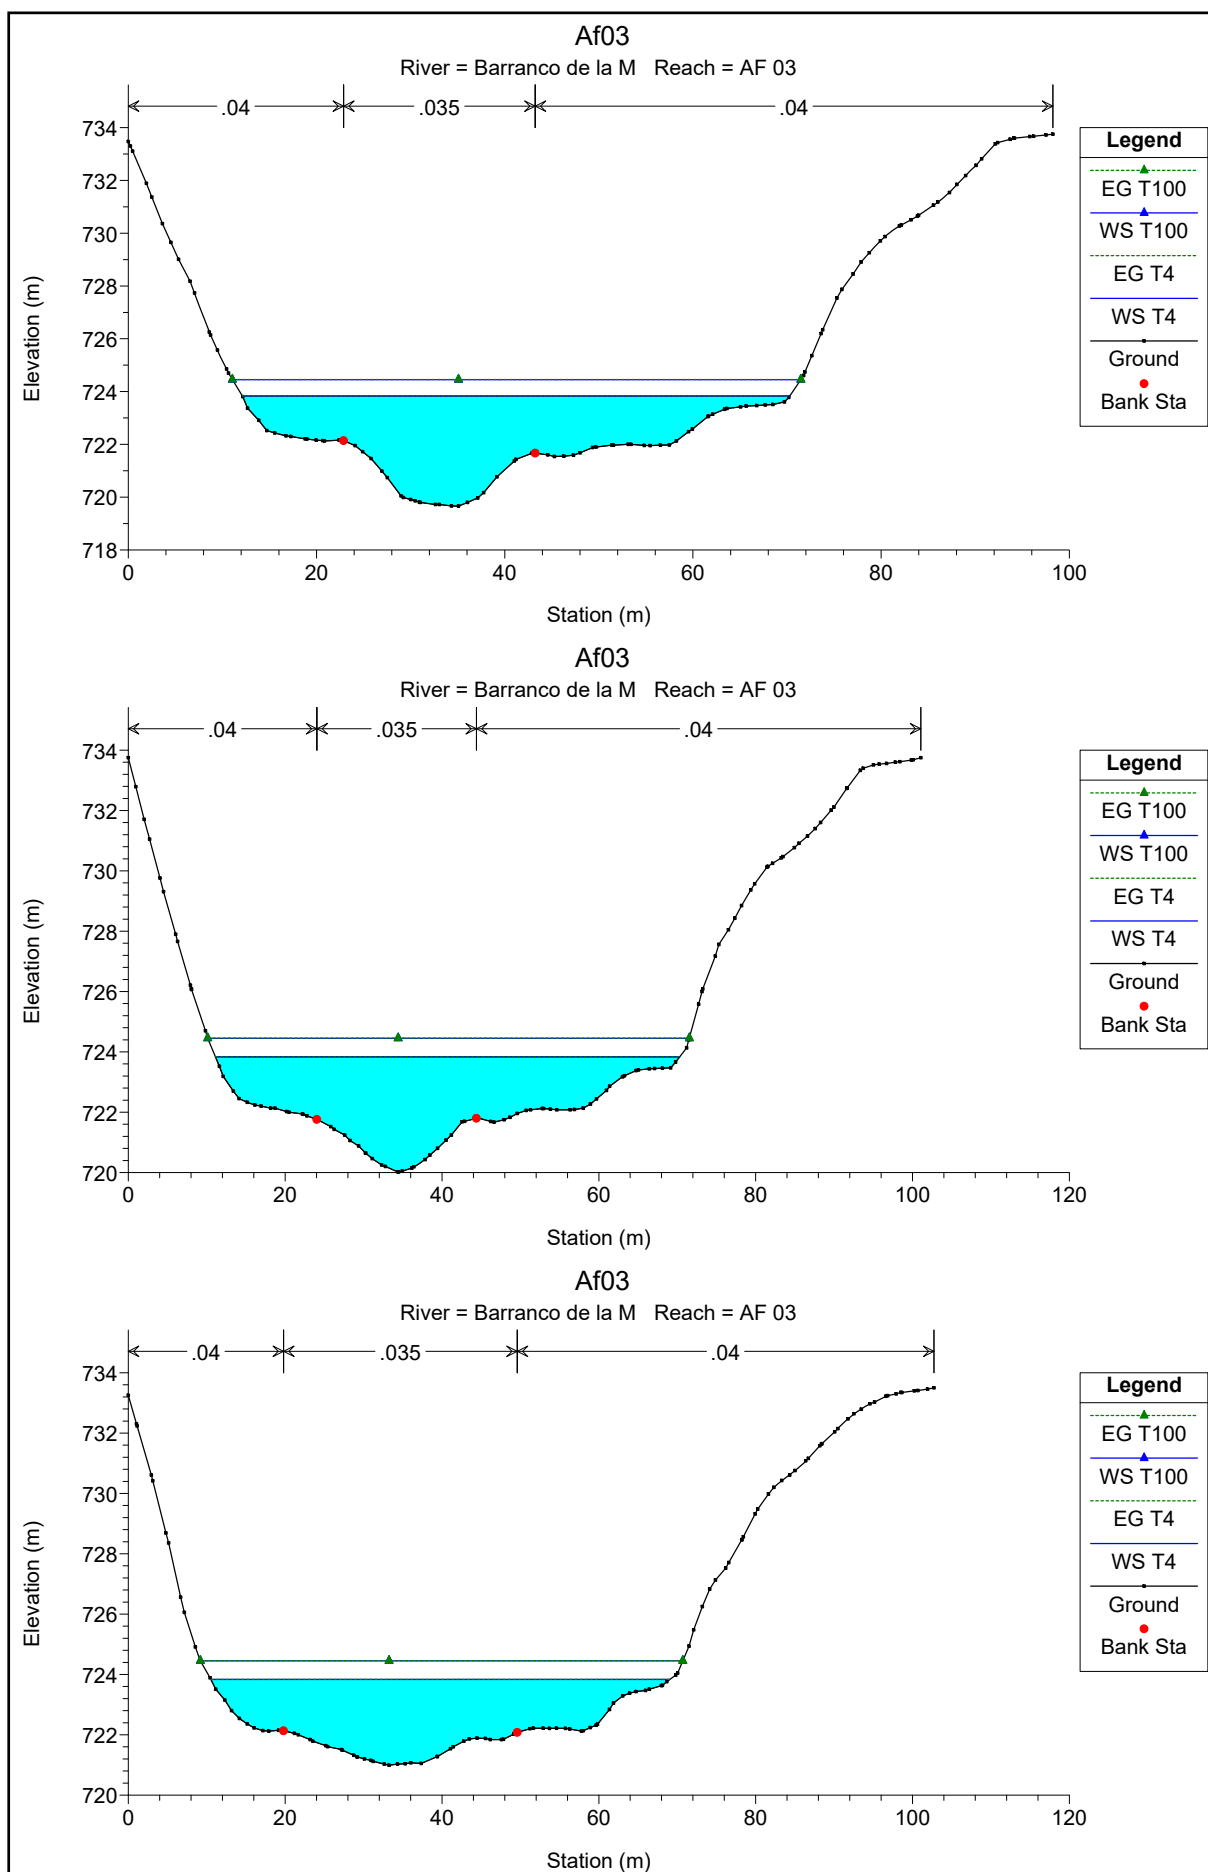 Af03
River = Barranco de la M   Reach = AF 03
.04 .035 .04
734
732
730
728
726
724
722
720
718
0 20 40 60 80 100
Elevation (m)
Station (m)
Legend
EG T100
WS T100
EG T4
WS T4
Ground
Bank Sta
Af03
River = Barranco de la M   Reach = AF 03
.04 .035 .04
734
732
730
728
726
724
722
720
0 20 40 60 80 100 120
Elevation (m)
Station (m)
Legend
EG T100
WS T100
EG T4
WS T4
Ground
Bank Sta
Af03
River = Barranco de la M   Reach = AF 03
.04 .035 .04
734
732
730
728
726
724
722
720
0 20 40 60 80 100 120
Elevation (m)
Station (m)
Legend
EG T100
WS T100
EG T4
WS T4
Ground
Bank Sta